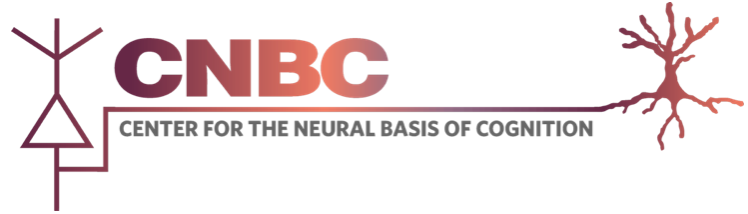 CNBC
CENTER FOR THE NEURAL BASIS OF COGNITION